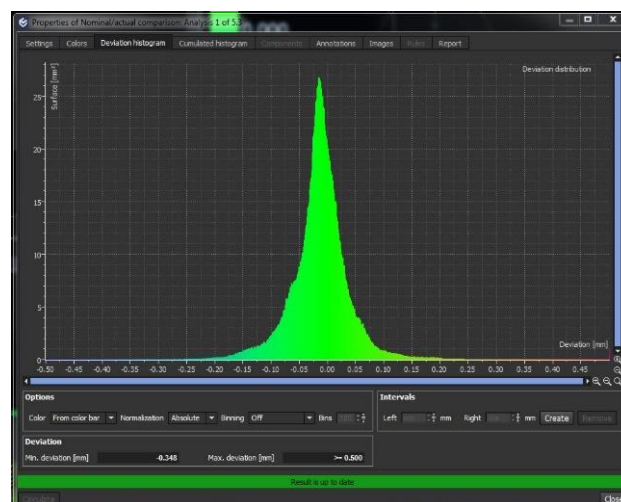 Properties of Nominal/actual comparison: Analysis 1 of 5.3
Settings Colors Deviation histogram Cumulated histogram Components Annotations Images Rules Report
Deviation distribution
Surface [mm²]
25
20
15
10
5
0
Deviation [mm]
-0.50 -0.45 -0.40 -0.35 -0.30 -0.25 -0.20 -0.15 -0.10 -0.05 0.00 0.05 0.10 0.15 0.20 0.25 0.30 0.35 0.40 0.45
Options
Color From color bar Normalization Absolute Binning Off Bins
Intervals
Left mm Right mm Create Remove
Deviation
Min. deviation [mm] -0.348 Max. deviation [mm] >= 0.500
Result is up to date
Calculate Close